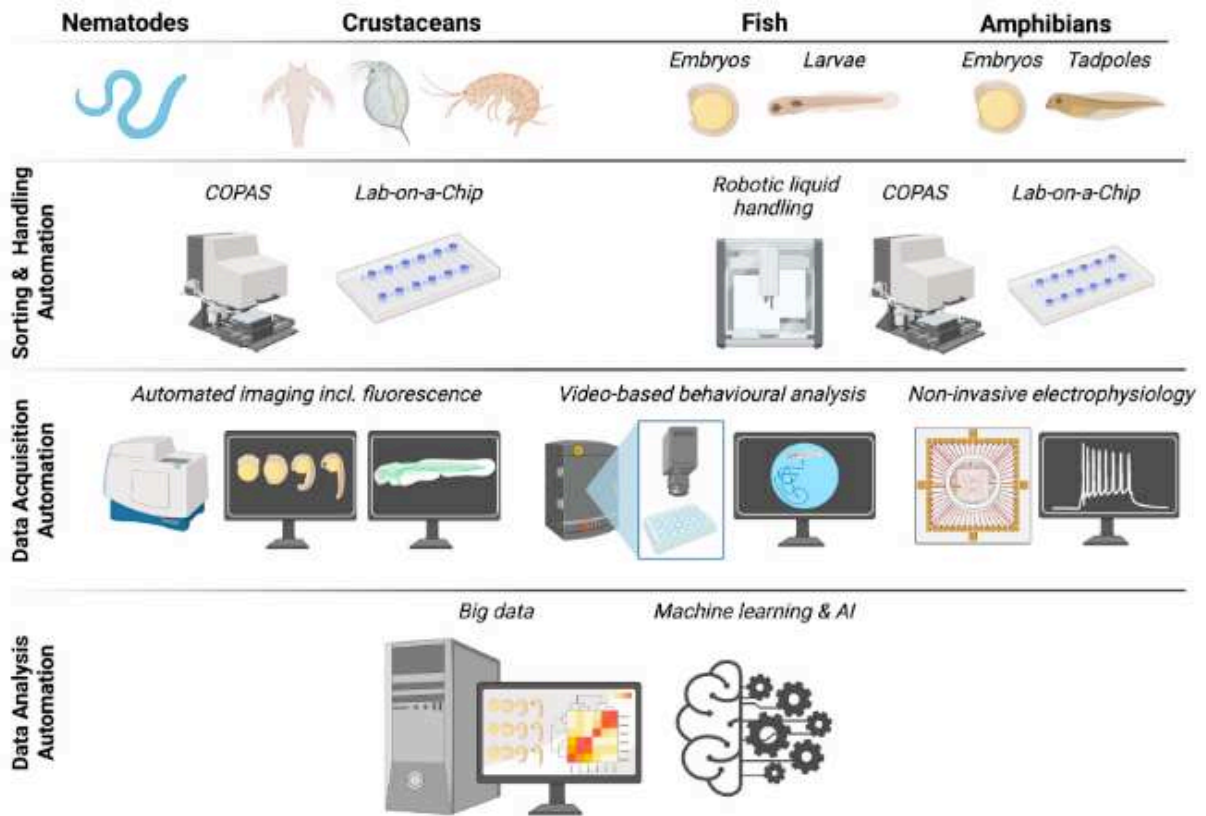 Nematodes
Crustaceans
Fish
Amphibians
Embryos
Larvae
Embryos
Tadpoles
Sorting & Handling
Automation
COPAS
Lab-on-a-Chip
Robotic liquid
handling
COPAS
Lab-on-a-Chip
Data Acquisition
Automation
Automated imaging incl. fluorescence
Video-based behavioural analysis
Non-invasive electrophysiology
Data Analysis
Automation
Big data
Machine learning & AI